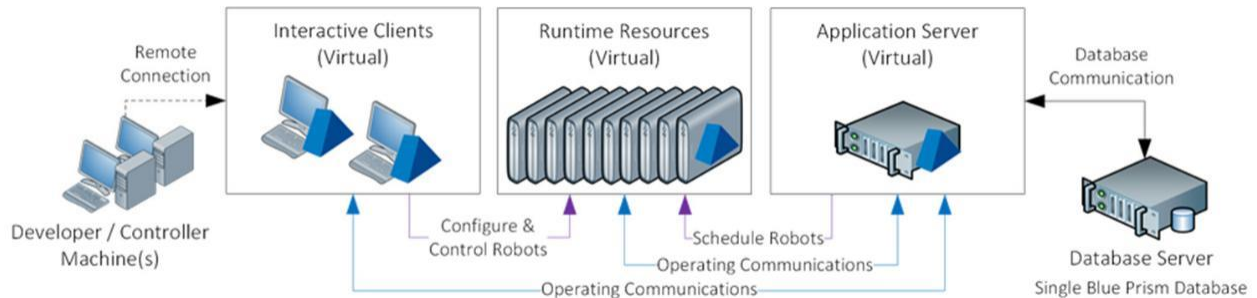 Interactive Clients
(Virtual)
Runtime Resources
(Virtual)
Application Server
(Virtual)
Remote
Connection
Database
Communication
Developer / Controller
Machine(s)
Configure &
Control Robots
Schedule Robots
Operating Communications
Operating Communications
Database Server
Single Blue Prism Database